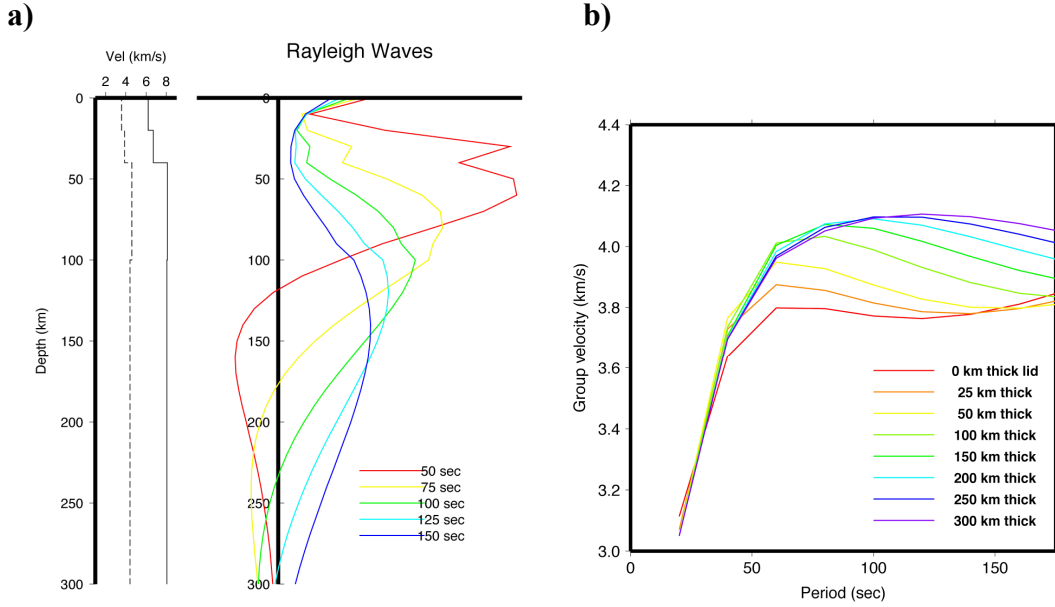 a)
b)
Vel (km/s)
2 4 6 8
Rayleigh Waves
0
50
100
150
200
250
300
Depth (km)
0
50
100
150
200
250
300
50 sec
75 sec
100 sec
125 sec
150 sec
4.4
4.2
4.0
3.8
3.6
3.4
3.2
3.0
Group velocity (km/s)
0 km thick lid
25 km thick
50 km thick
100 km thick
150 km thick
200 km thick
250 km thick
300 km thick
0 50 100 150
Period (sec)